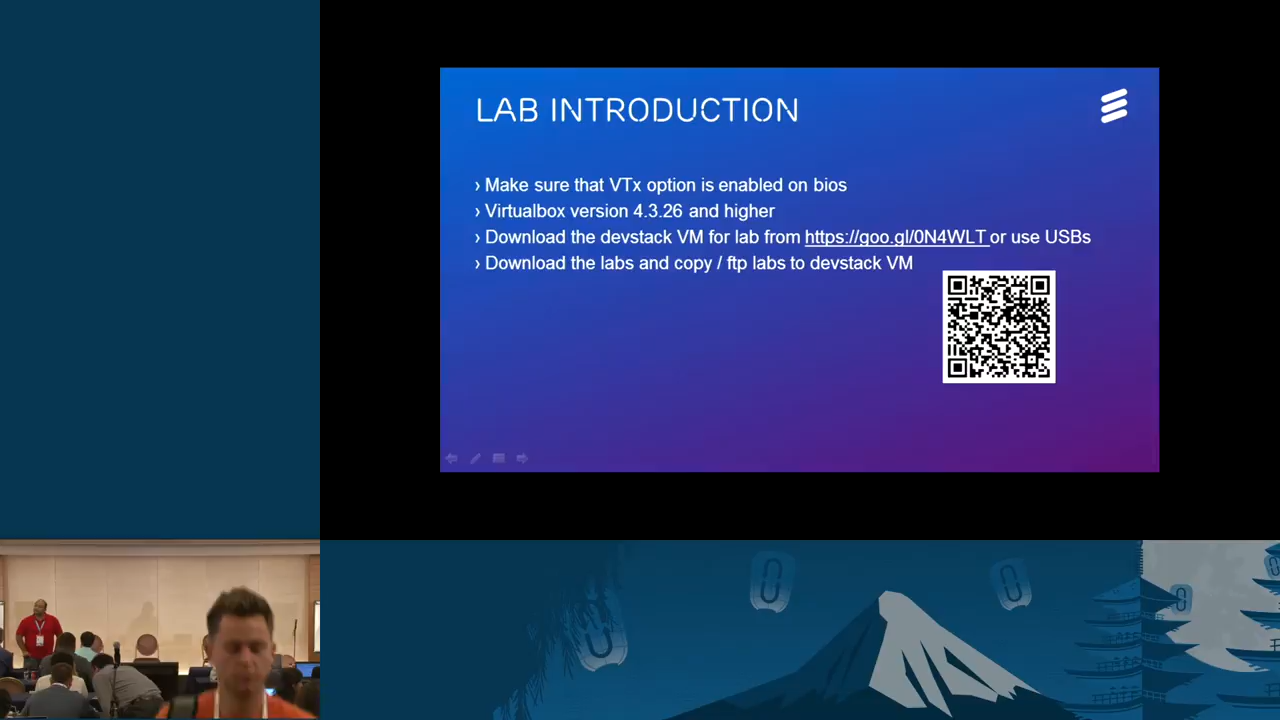 LAB INTRODUCTION
› Make sure that VTx option is enabled on bios
› Virtualbox version 4.3.26 and higher
› Download the devstack VM for lab from https://goo.gl/0N4WLT or use USBs
› Download the labs and copy / ftp labs to devstack VM